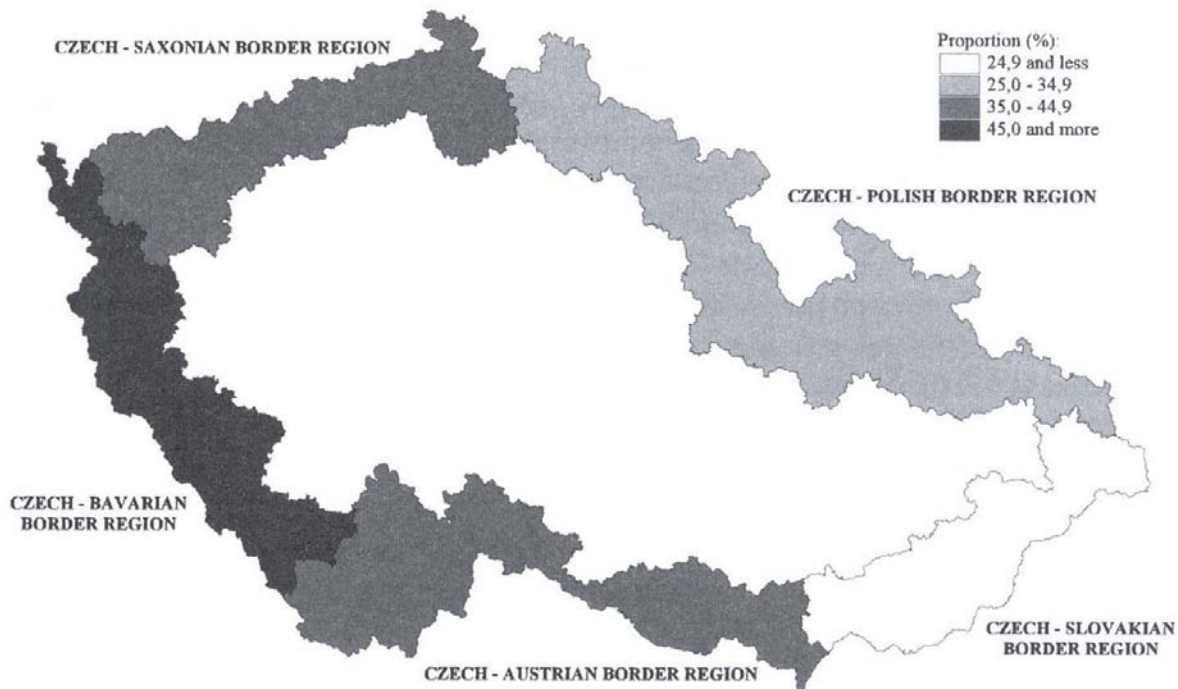 CZECH - SAXONIAN BORDER REGION
Proportion (%):
24,9 and less
25,0 - 34,9
35,0 - 44,9
45,0 and more
CZECH - POLISH BORDER REGION
CZECH - BAVARIAN
BORDER REGION
CZECH - SLOVAKIAN
BORDER REGION
CZECH - AUSTRIAN BORDER REGION